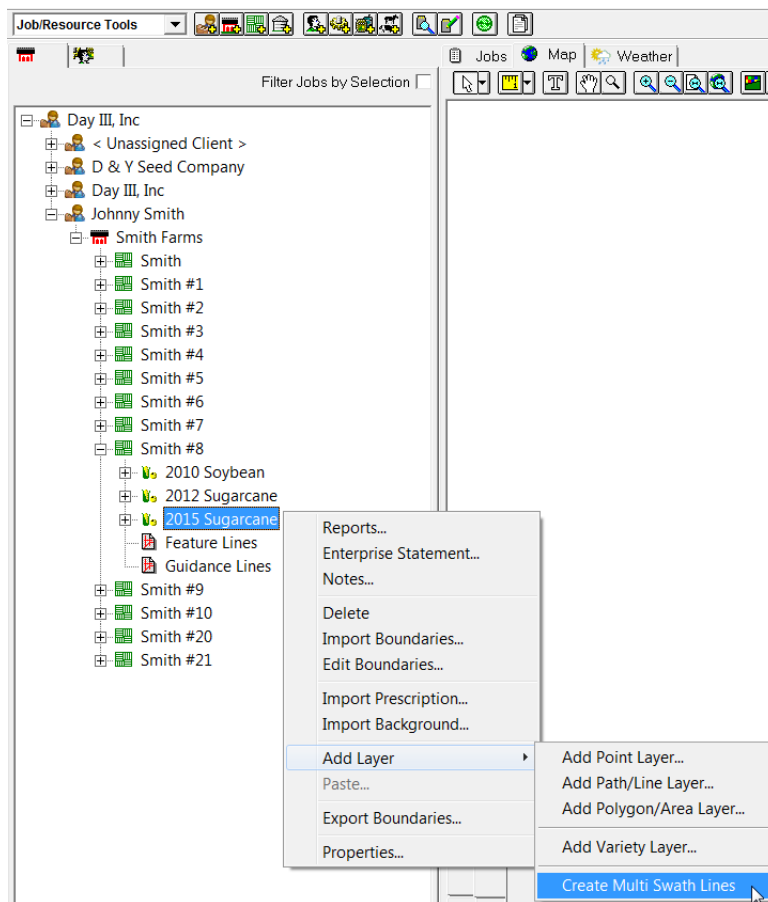 Job/Resource Tools
Jobs Map Weather
Filter Jobs by Selection
T
Day III, Inc
< Unassigned Client >
D & Y Seed Company
Day III, Inc
Johnny Smith
Smith Farms
Smith
Smith #1
Smith #2
Smith #3
Smith #4
Smith #5
Smith #6
Smith #7
Smith #8
2010 Soybean
2012 Sugarcane
2015 Sugarcane
Feature Lines
Guidance Lines
Smith #9
Smith #10
Smith #20
Smith #21
Reports...
Enterprise Statement...
Notes...
Delete
Import Boundaries...
Edit Boundaries...
Import Prescription...
Import Background...
Add Layer
Paste...
Export Boundaries...
Properties...
Add Point Layer...
Add Path/Line Layer...
Add Polygon/Area Layer...
Add Variety Layer...
Create Multi Swath Lines